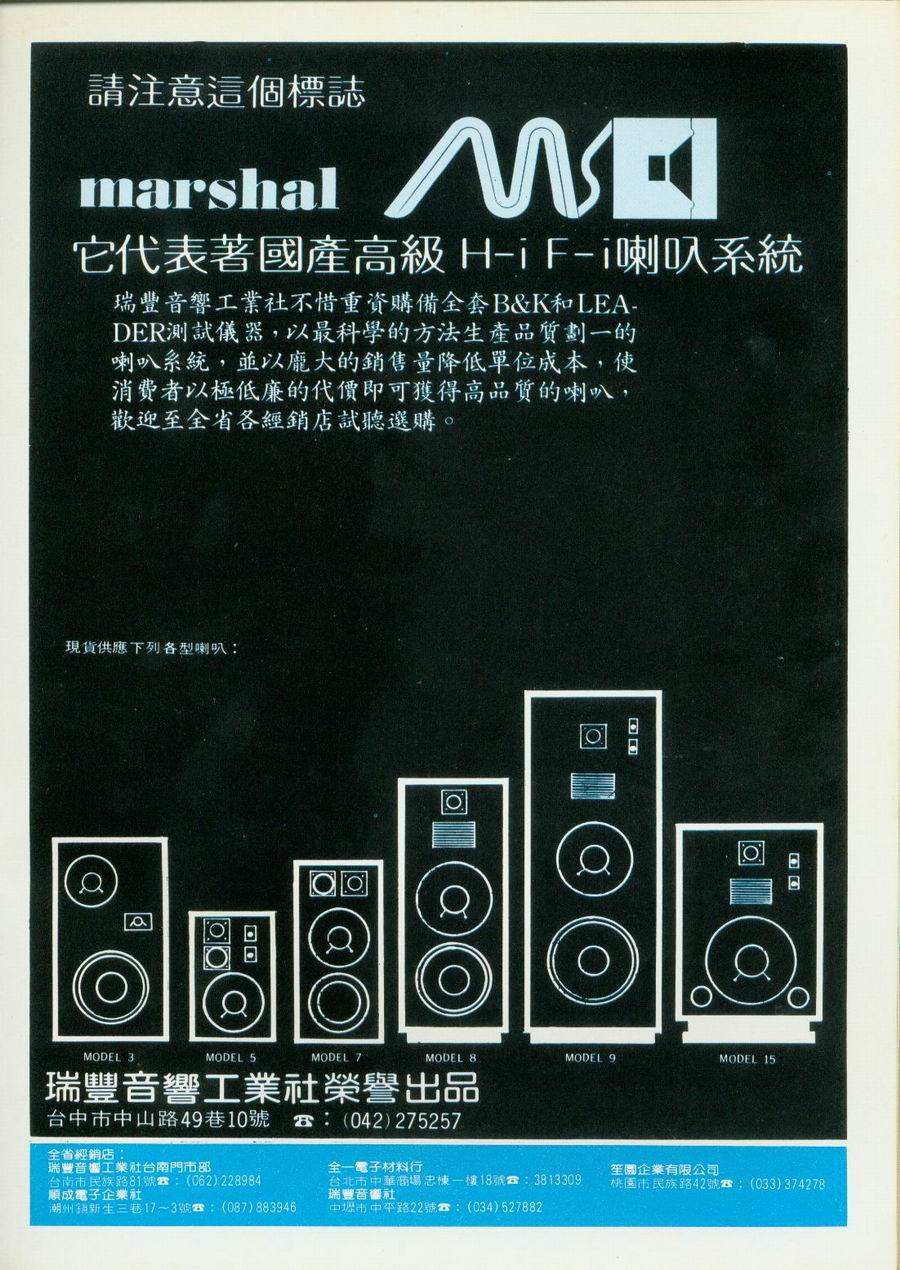 請注意這個標誌
marshal MS
它代表著國產高級 H-i F-i喇叭系統
瑞豐音響工業社不惜重資購備全套B&K和LEA-
DER測試儀器，以最科學的方法生產品質劃一的
喇叭系統，並以龐大的銷售量降低單位成本，使
消費者以極低廉的代價即可獲得高品質的喇叭，
歡迎至全省各經銷店試聽選購。
現貨供應下列各型喇叭：
MODEL 3 MODEL 5 MODEL 7 MODEL 8 MODEL 9 MODEL 15
瑞豐音響工業社榮譽出品
台中市中山路49巷10號 ☎：(042)275257
全省經銷店：
瑞豐音響工業社台南門市部
台南市民族路81號☎：(062)228984
順成電子企業社
潮州鎮新生三巷17～3號☎：(087)883946
全一電子材料行
台北市中華商場忠棟一樓18號☎：3813309
瑞豐音響社
中壢市中平路22號☎：(034)527882
笙園企業有限公司
桃園市民族路42號☎：(033)374278